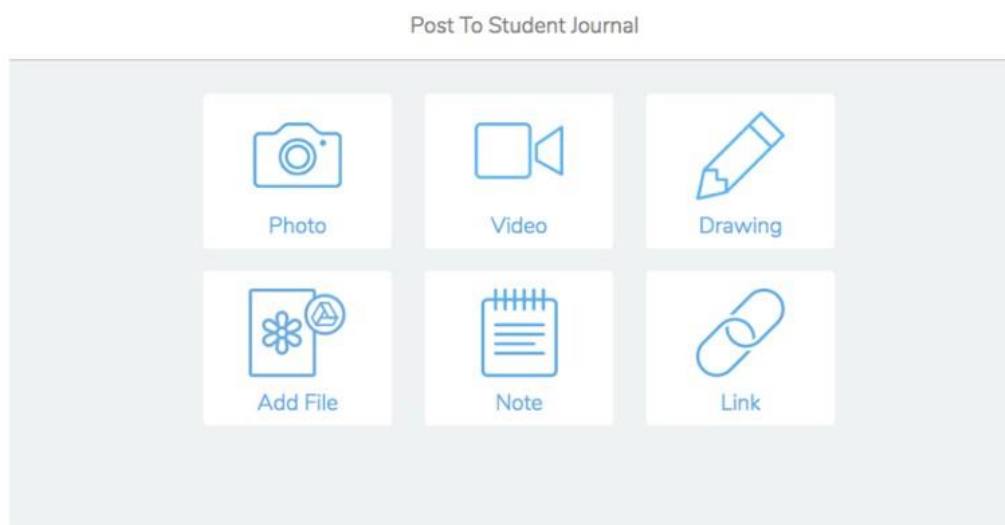 Post To Student Journal
Photo
Video
Drawing
Add File
Note
Link